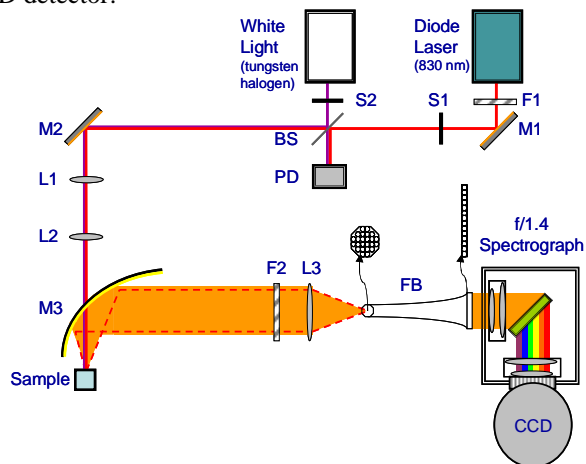 D detector.
White
Light
(tungsten
halogen)
Diode
Laser
(830 nm)
S2
S1
F1
M2
BS
M1
L1
PD
L2
f/1.4
Spectrograph
F2
L3
FB
M3
Sample
CCD